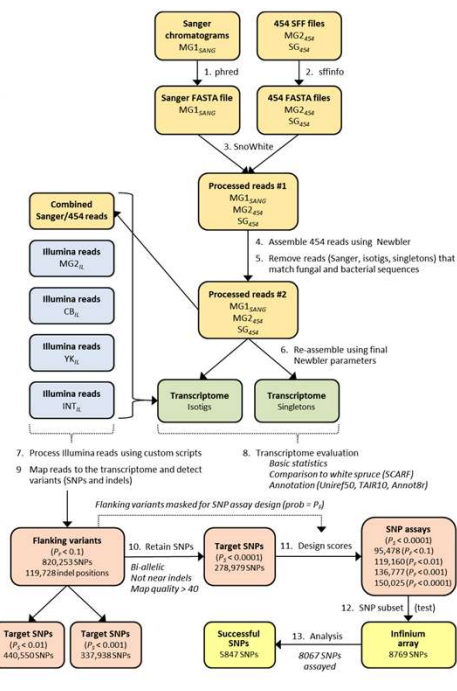 Sanger
chromatograms
MG1SANG
454 SFF files
MG2454
SG454
1. phred
2. sffinfo
Sanger FASTA file
MG1SANG
454 FASTA files
MG2454
SG454
3. SnoWhite
Processed reads #1
MG1SANG
MG2454
SG454
Combined
Sanger/454 reads
4. Assemble 454 reads using Newbler
5. Remove reads (Sanger, isotigs, singletons) that
match fungal and bacterial sequences
Illumina reads
MG2IL
Illumina reads
CBIL
Processed reads #2
MG1SANG
MG2454
SG454
Illumina reads
YKIL
6. Re-assemble using final
Newbler parameters
Illumina reads
INTIL
Transcriptome
Isotigs
Transcriptome
Singletons
7. Process Illumina reads using custom scripts
9 Map reads to the transcriptome and detect
variants (SNPs and indels)
8. Transcriptome evaluation
Basic statistics
Comparison to white spruce (SCARF)
Annotation (Uniref50, TAIR10, Annot8r)
Flanking variants masked for SNP assay design (prob = PF)
Flanking variants
(PF < 0.1)
820,253 SNPs
119,728 indel positions
10. Retain SNPs
Bi-allelic
Not near indels
Map quality > 40
Target SNPs
(PS < 0.0001)
278,979 SNPs
11. Design scores
SNP assays
(PS < 0.0001)
95,478 (PF < 0.1)
119,160 (PF < 0.01)
136,777 (PF < 0.001)
150,025 (PF < 0.0001)
12. SNP subset (test)
Target SNPs
(PS < 0.01)
440,550 SNPs
Target SNPs
(PS < 0.001)
337,938 SNPs
Successful
SNPs
5847 SNPs
13. Analysis
8067 SNPs
assayed
Infinium
array
8769 SNPs